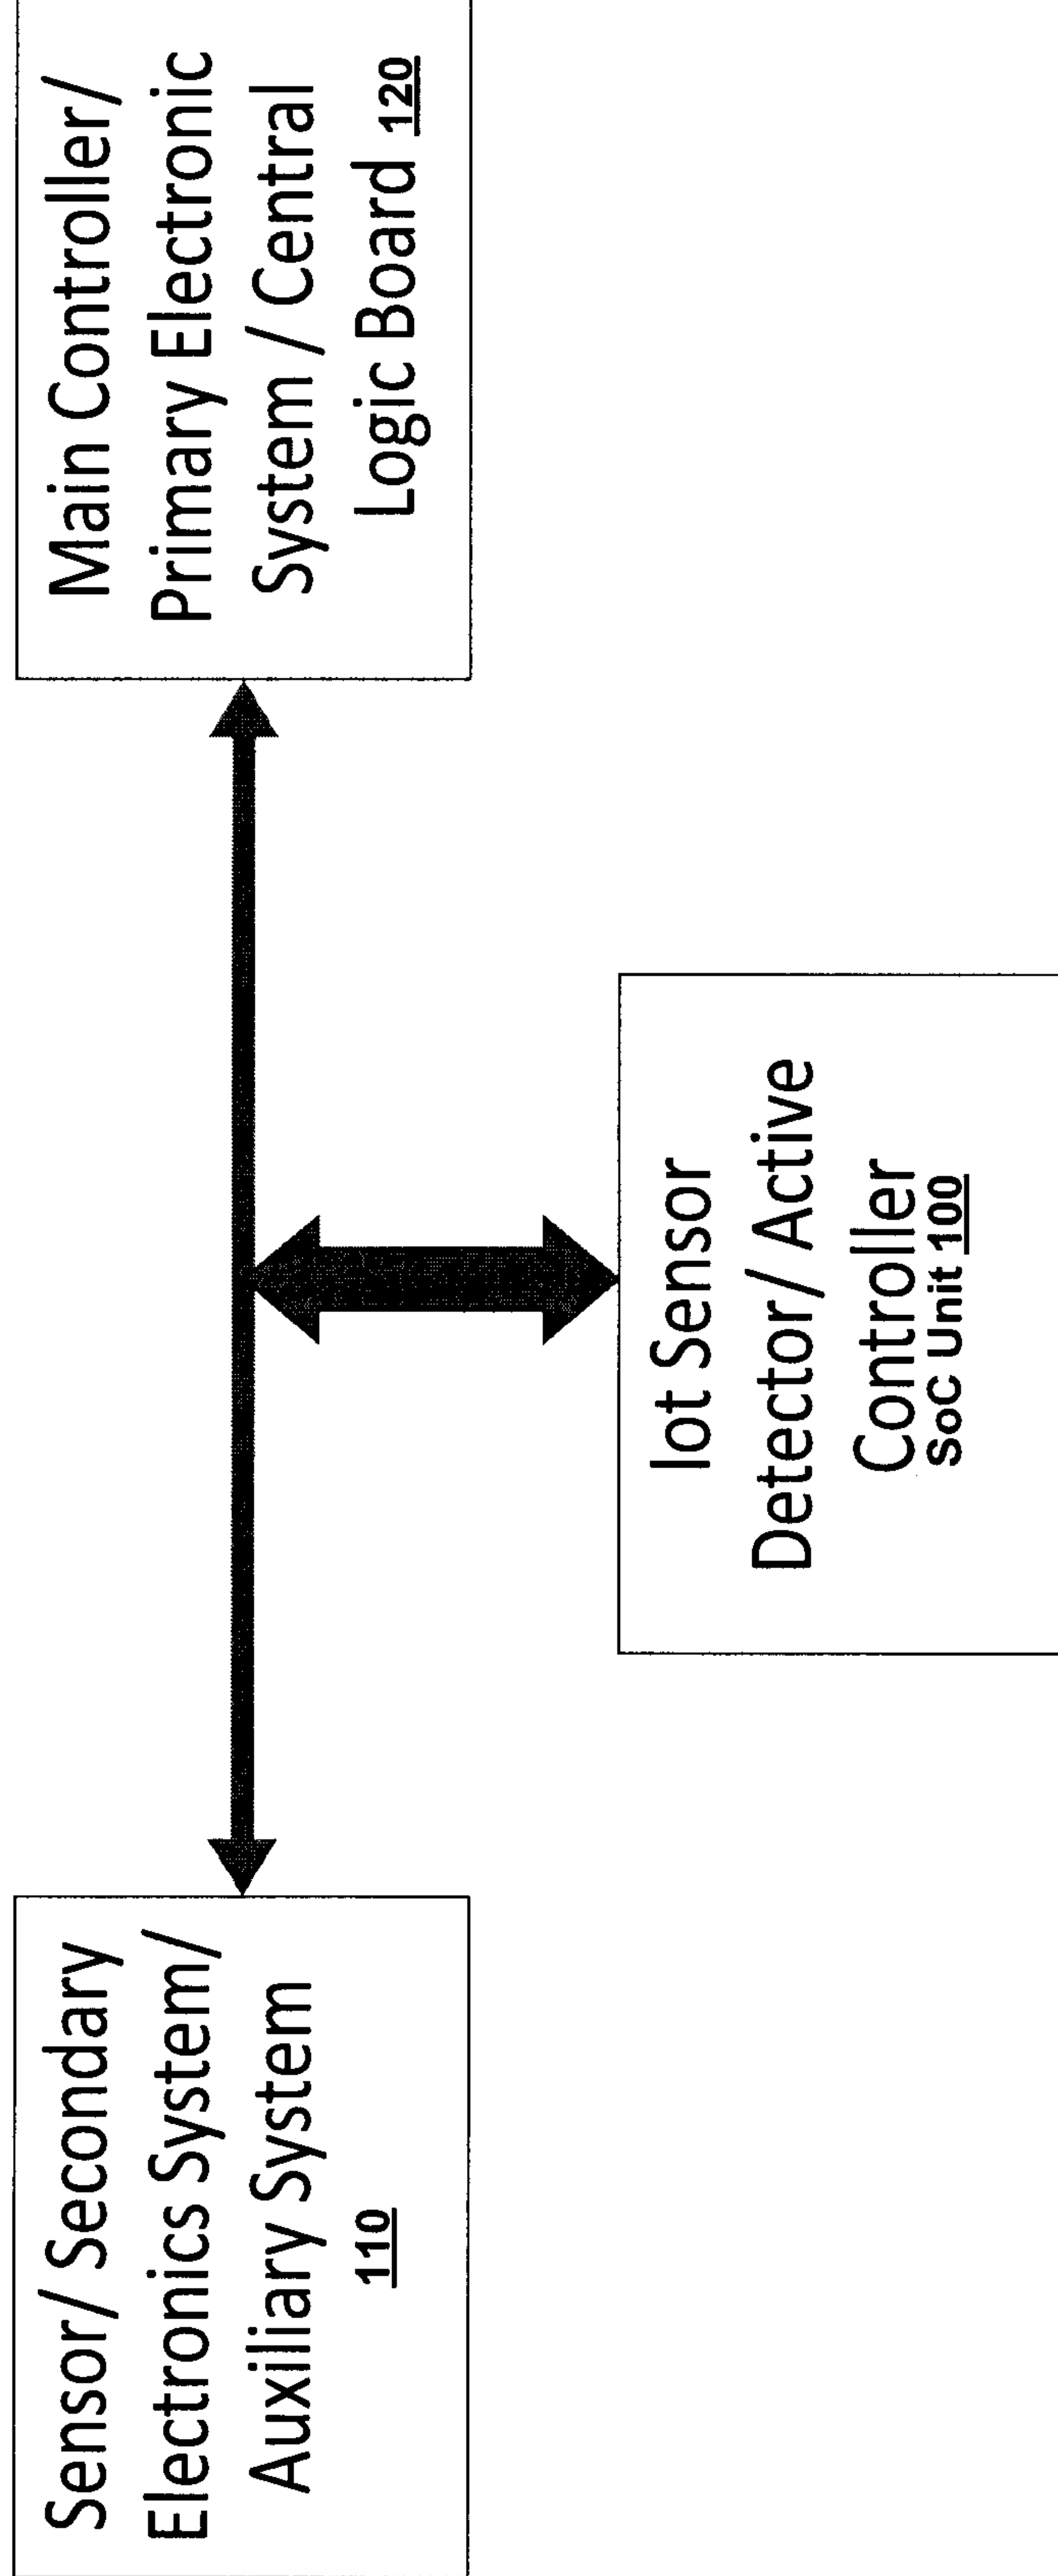 Sensor/ Secondary
Electronics System/
Auxiliary System
110
Main Controller/
Primary Electronic
System / Central
Logic Board 120
Iot Sensor
Detector/ Active
Controller
SoC Unit 100